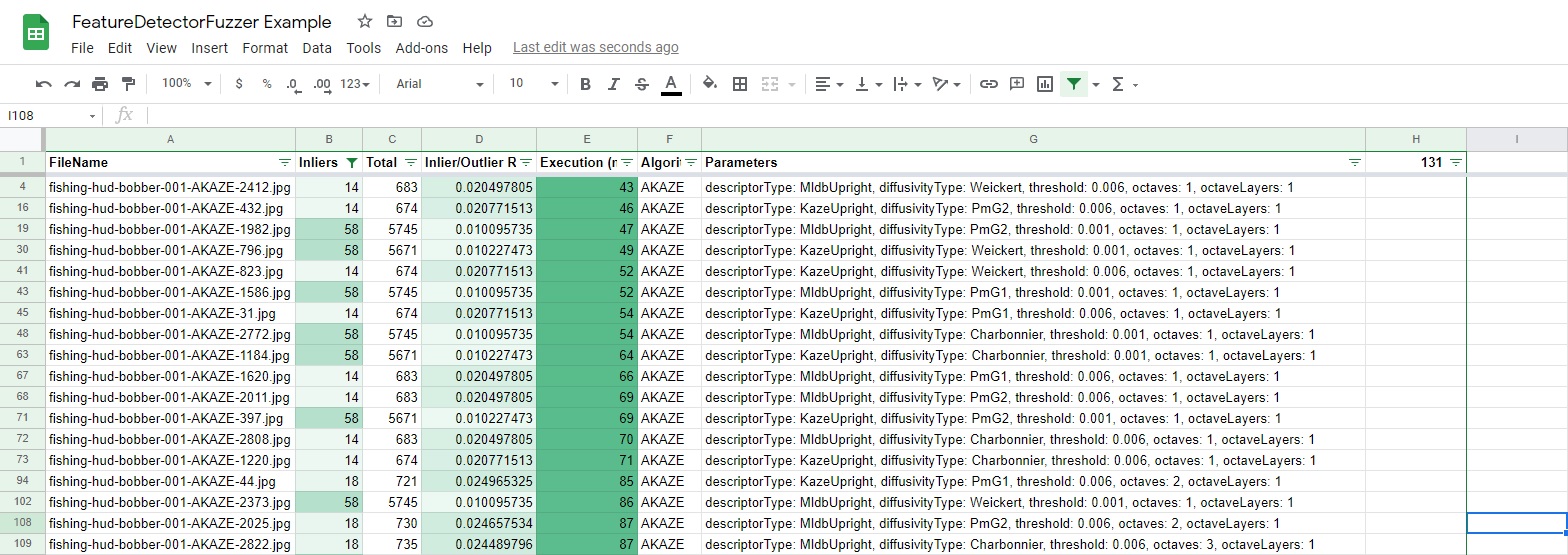 FeatureDetectorFuzzer Example
File Edit View Insert Format Data Tools Add-ons Help Last edit was seconds ago
100% $ % .0 .00 123 Arial 10 B I S A
I108 fx
A B C D E F G H I
1 FileName Inliers Total Inlier/Outlier R Execution (n Algorit Parameters 131
4 fishing-hud-bobber-001-AKAZE-2412.jpg 14 683 0.020497805 43 AKAZE descriptorType: MldbUpright, diffusivityType: Weickert, threshold: 0.006, octaves: 1, octaveLayers: 1
16 fishing-hud-bobber-001-AKAZE-432.jpg 14 674 0.020771513 46 AKAZE descriptorType: KazeUpright, diffusivityType: PmG2, threshold: 0.006, octaves: 1, octaveLayers: 1
19 fishing-hud-bobber-001-AKAZE-1982.jpg 58 5745 0.010095735 47 AKAZE descriptorType: MldbUpright, diffusivityType: PmG2, threshold: 0.001, octaves: 1, octaveLayers: 1
30 fishing-hud-bobber-001-AKAZE-796.jpg 58 5671 0.010227473 49 AKAZE descriptorType: KazeUpright, diffusivityType: Weickert, threshold: 0.001, octaves: 1, octaveLayers: 1
41 fishing-hud-bobber-001-AKAZE-823.jpg 14 674 0.020771513 52 AKAZE descriptorType: KazeUpright, diffusivityType: Weickert, threshold: 0.006, octaves: 1, octaveLayers: 1
43 fishing-hud-bobber-001-AKAZE-1586.jpg 58 5745 0.010095735 52 AKAZE descriptorType: MldbUpright, diffusivityType: PmG1, threshold: 0.001, octaves: 1, octaveLayers: 1
45 fishing-hud-bobber-001-AKAZE-31.jpg 14 674 0.020771513 54 AKAZE descriptorType: KazeUpright, diffusivityType: PmG1, threshold: 0.006, octaves: 1, octaveLayers: 1
48 fishing-hud-bobber-001-AKAZE-2772.jpg 58 5745 0.010095735 54 AKAZE descriptorType: MldbUpright, diffusivityType: Charbonnier, threshold: 0.001, octaves: 1, octaveLayers: 1
63 fishing-hud-bobber-001-AKAZE-1184.jpg 58 5671 0.010227473 64 AKAZE descriptorType: KazeUpright, diffusivityType: Charbonnier, threshold: 0.001, octaves: 1, octaveLayers: 1
67 fishing-hud-bobber-001-AKAZE-1620.jpg 14 683 0.020497805 66 AKAZE descriptorType: MldbUpright, diffusivityType: PmG1, threshold: 0.006, octaves: 1, octaveLayers: 1
68 fishing-hud-bobber-001-AKAZE-2011.jpg 14 683 0.020497805 69 AKAZE descriptorType: MldbUpright, diffusivityType: PmG2, threshold: 0.006, octaves: 1, octaveLayers: 1
71 fishing-hud-bobber-001-AKAZE-397.jpg 58 5671 0.010227473 69 AKAZE descriptorType: KazeUpright, diffusivityType: PmG2, threshold: 0.001, octaves: 1, octaveLayers: 1
72 fishing-hud-bobber-001-AKAZE-2808.jpg 14 683 0.020497805 70 AKAZE descriptorType: MldbUpright, diffusivityType: Charbonnier, threshold: 0.006, octaves: 1, octaveLayers: 1
73 fishing-hud-bobber-001-AKAZE-1220.jpg 14 674 0.020771513 71 AKAZE descriptorType: KazeUpright, diffusivityType: Charbonnier, threshold: 0.006, octaves: 1, octaveLayers: 1
94 fishing-hud-bobber-001-AKAZE-44.jpg 18 721 0.024965325 85 AKAZE descriptorType: KazeUpright, diffusivityType: PmG1, threshold: 0.006, octaves: 2, octaveLayers: 1
102 fishing-hud-bobber-001-AKAZE-2373.jpg 58 5745 0.010095735 86 AKAZE descriptorType: MldbUpright, diffusivityType: Weickert, threshold: 0.001, octaves: 1, octaveLayers: 1
108 fishing-hud-bobber-001-AKAZE-2025.jpg 18 730 0.024657534 87 AKAZE descriptorType: MldbUpright, diffusivityType: PmG2, threshold: 0.006, octaves: 2, octaveLayers: 1
109 fishing-hud-bobber-001-AKAZE-2822.jpg 18 735 0.024489796 87 AKAZE descriptorType: MldbUpright, diffusivityType: Charbonnier, threshold: 0.006, octaves: 3, octaveLayers: 1